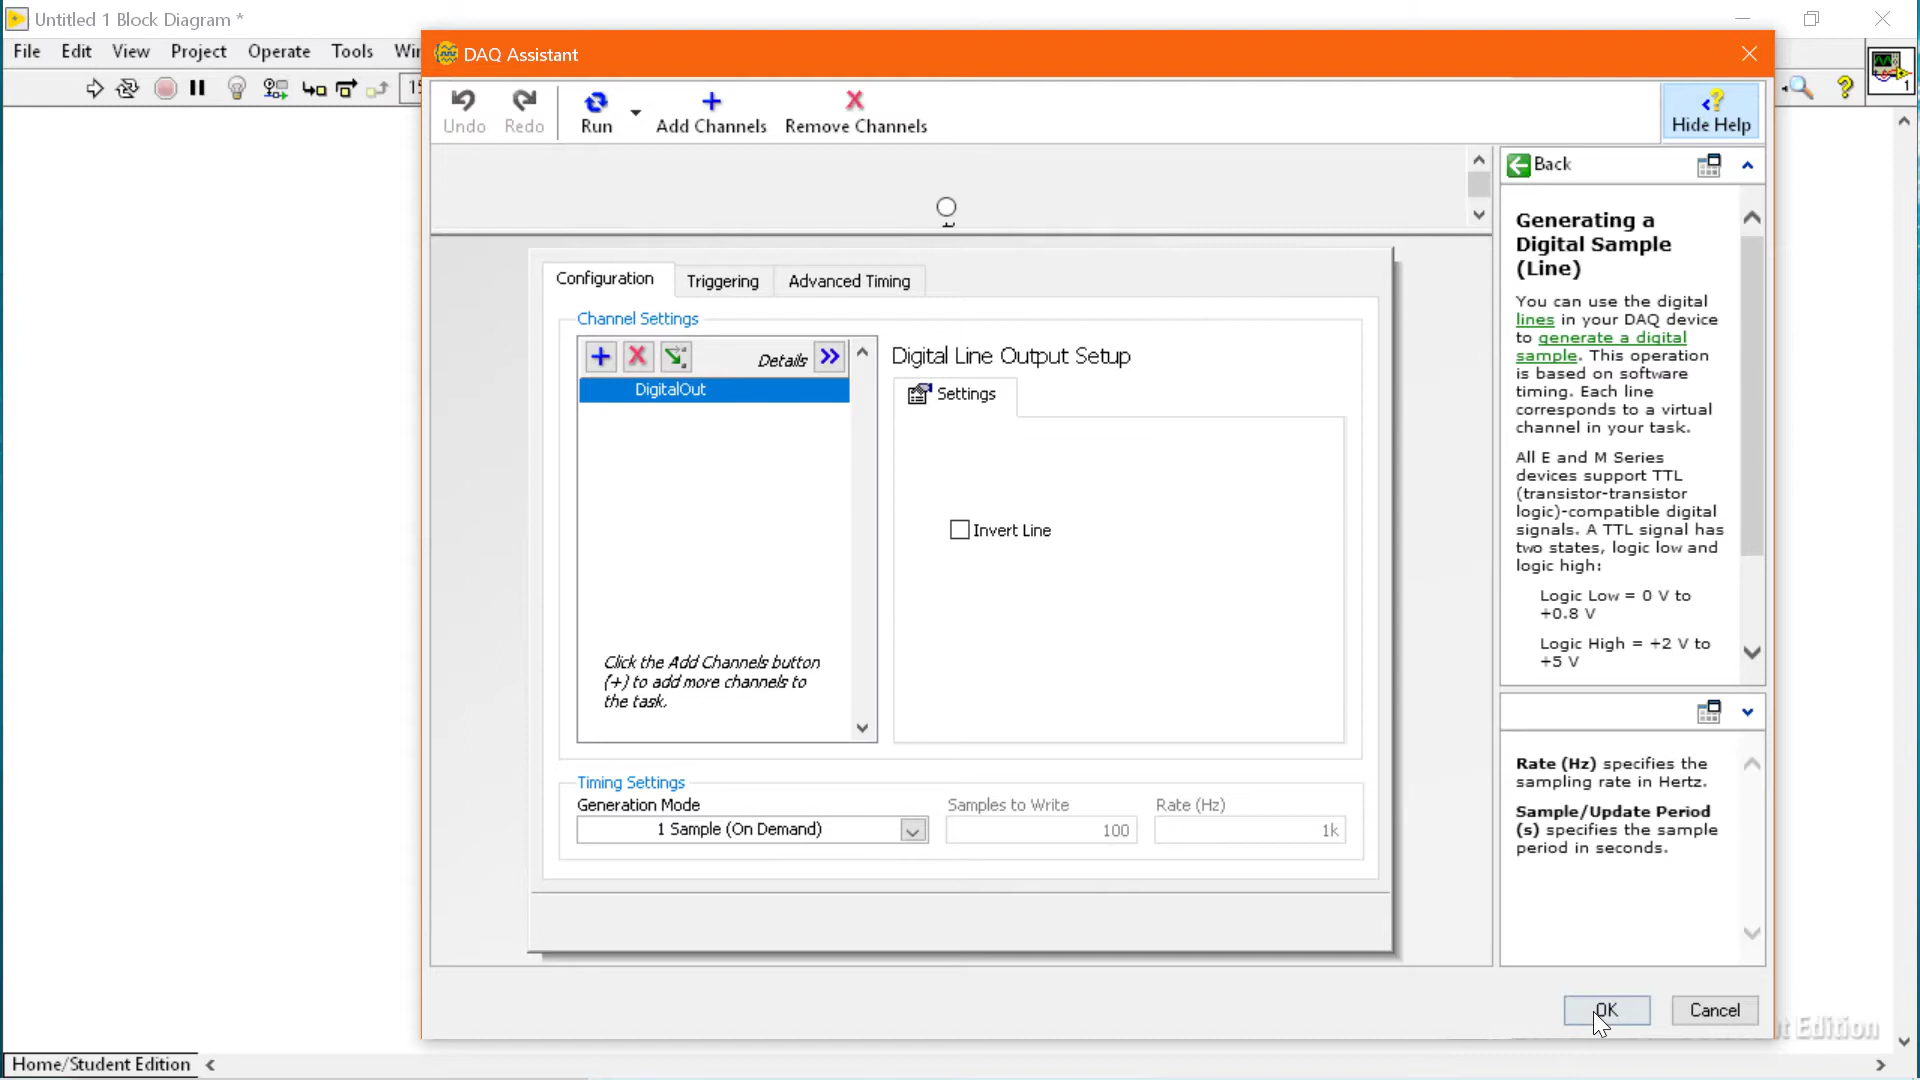 Untitled 1 Block Diagram *
File Edit View Project Operate Tools
DAQ Assistant
Undo Redo Run Add Channels Remove Channels
Hide Help
1
Back
Generating a
Digital Sample
(Line)
You can use the digital
lines in your DAQ device
to generate a digital
sample. This operation
is based on software
timing. Each line
corresponds to a virtual
channel in your task.
All E and M Series
devices support TTL
(transistor-transistor
logic)-compatible digital
signals. A TTL signal has
two states, logic low and
logic high:
Logic Low = 0 V to
+0.8 V
Logic High = +2 V to
+5 V
Configuration Triggering Advanced Timing
Channel Settings
Details
DigitalOut
Click the Add Channels button
(+) to add more channels to
the task.
Digital Line Output Setup
Settings
Invert Line
Timing Settings
Generation Mode Samples to Write Rate (Hz)
1 Sample (On Demand) 100 1k
Rate (Hz) specifies the
sampling rate in Hertz.
Sample/Update Period
(s) specifies the sample
period in seconds.
OK Cancel
t Edition
Home/Student Edition